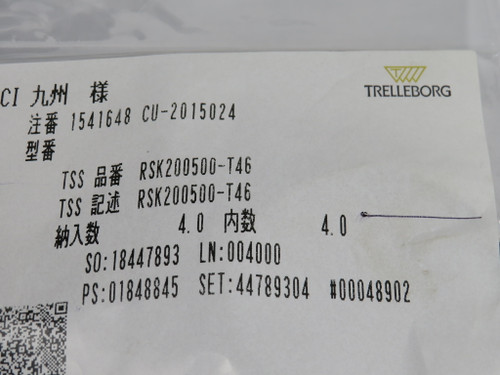 TRELLEBORG
CI 九州 様
注番 1541648 CU-2015024
型番
TSS 品番 RSK200500-T46
TSS 記述 RSK200500-T46
納入数 4.0 内数 4.0
SO:18447893 LN:004000
PS:01848845 SET:44789304 #00048902